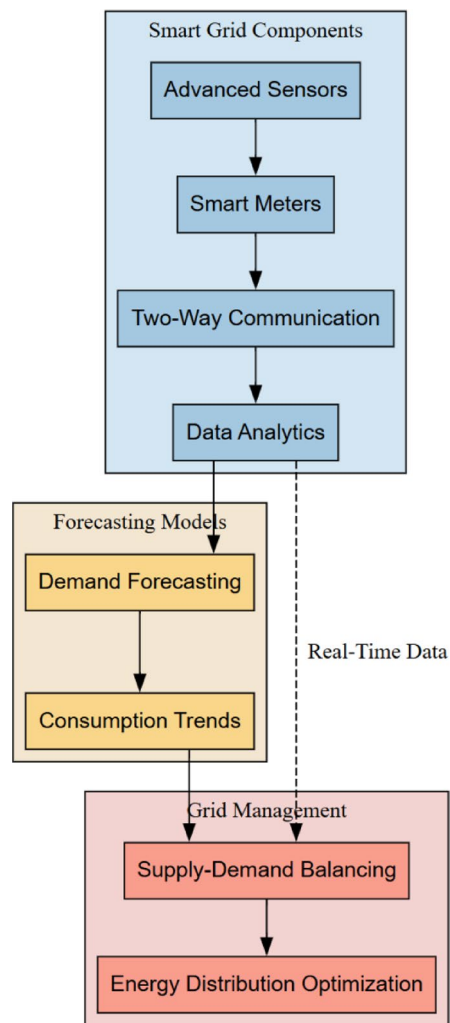 Smart Grid Components
Advanced Sensors
Smart Meters
Two-Way Communication
Data Analytics
Forecasting Models
Demand Forecasting
Real-Time Data
Consumption Trends
Grid Management
Supply-Demand Balancing
Energy Distribution Optimization